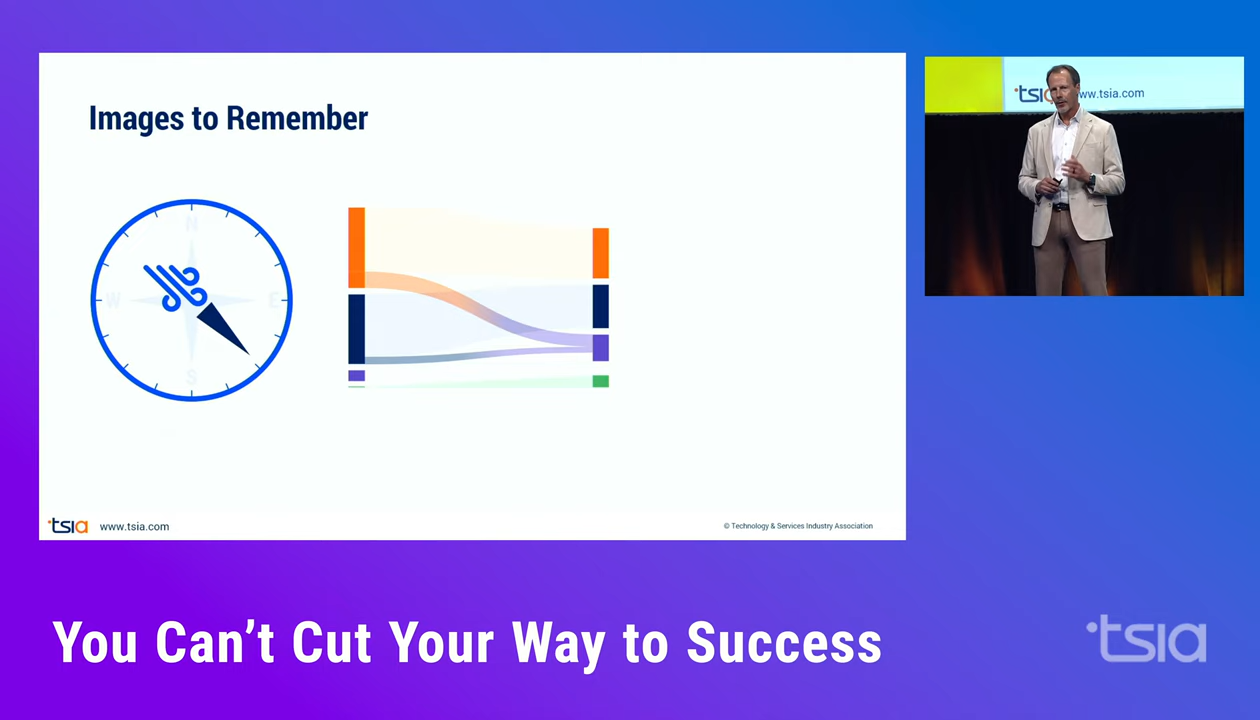 Images to Remember
N
W
E
S
tsia
www.tsia.com
© Technology & Services Industry Association
tsia
www.tsia.com
You Can’t Cut Your Way to Success
tsia